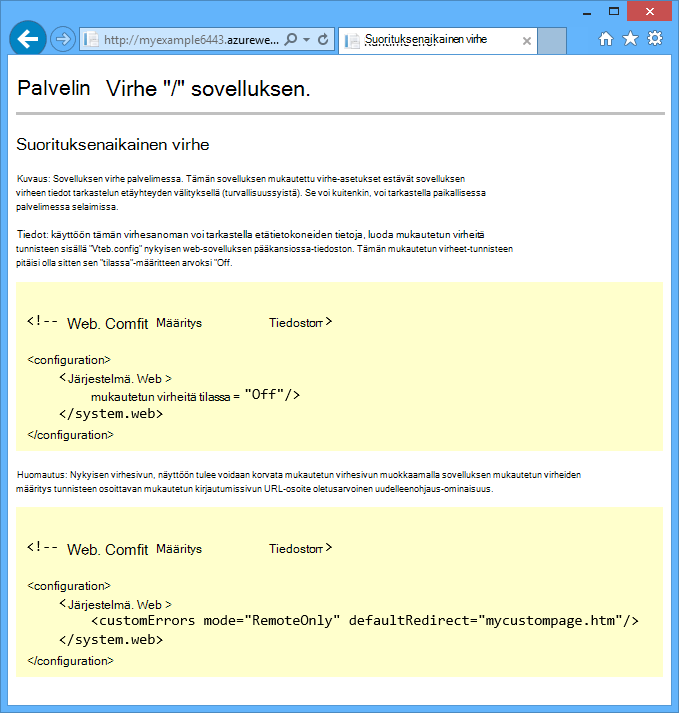 http://myexample6443.azurewe...
Suorituksenaikainen virhe
Palvelin Virhe "/" sovelluksen.
Suorituksenaikainen virhe
Kuvaus: Sovelluksen virhe palvelimessa. Tämän sovelluksen mukautettu virhe-asetukset estävät sovelluksen
virheen tiedot tarkastelun etäyhteyden välityksellä (turvallisuussyistä). Se voi kuitenkin, voi tarkastella paikallisessa
palvelimessa selaimissa.
Tiedot: käyttöön tämän virhesanoman voi tarkastella etätietokoneiden tietoja, luoda mukautetun virheitä
tunnisteen sisällä "Vteb.config" nykyisen web-sovelluksen pääkansiossa-tiedoston. Tämän mukautetun virheet-tunnisteen
pitäisi olla sitten sen "tilassa"-määritteen arvoksi "Off.
<!-- Web. Comfit Määritys Tiedostorr >
<configuration>
<Järjestelmä. Web >
mukautetun virheitä tilassa = "Off"/>
</system.web>
</configuration>
Huomautus: Nykyisen virhesivun, näyttöön tulee voidaan korvata mukautetun virhesivun muokkaamalla sovelluksen mukautetun virheiden
määritys tunnisteen osoittavan mukautetun kirjautumissivun URL-osoite oletusarvoinen uudelleenohjaus-ominaisuus.
<!-- Web. Comfit Määritys Tiedostorr >
<configuration>
<Järjestelmä. Web >
<customErrors mode="RemoteOnly" defaultRedirect="mycustompage.htm"/>
</system.web>
</configuration>